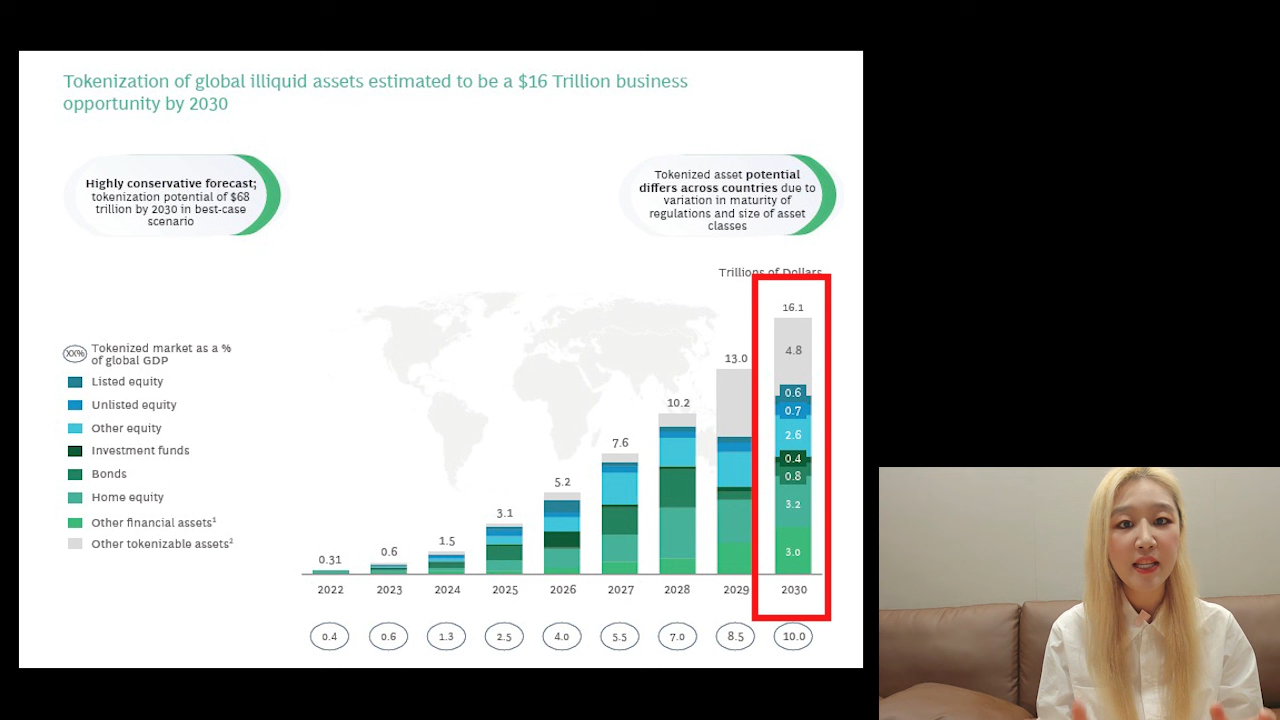 Tokenization of global illiquid assets estimated to be a $16 Trillion business
opportunity by 2030
Highly conservative forecast;
tokenization potential of $68
trillion by 2030 in best-case
scenario
Tokenized asset potential
differs across countries due to
variation in maturity of
regulations and size of asset
classes
Trillions of Dollars
XX% Tokenized market as a %
of global GDP
Listed equity
Unlisted equity
Other equity
Investment funds
Bonds
Home equity
Other financial assets¹
Other tokenizable assets²
0.31
0.6
1.5
3.1
5.2
7.6
10.2
13.0
16.1
4.8
0.6
0.7
2.6
0.4
0.8
3.2
3.0
2022 2023 2024 2025 2026 2027 2028 2029 2030
0.4 0.6 1.3 2.5 4.0 5.5 7.0 8.5 10.0